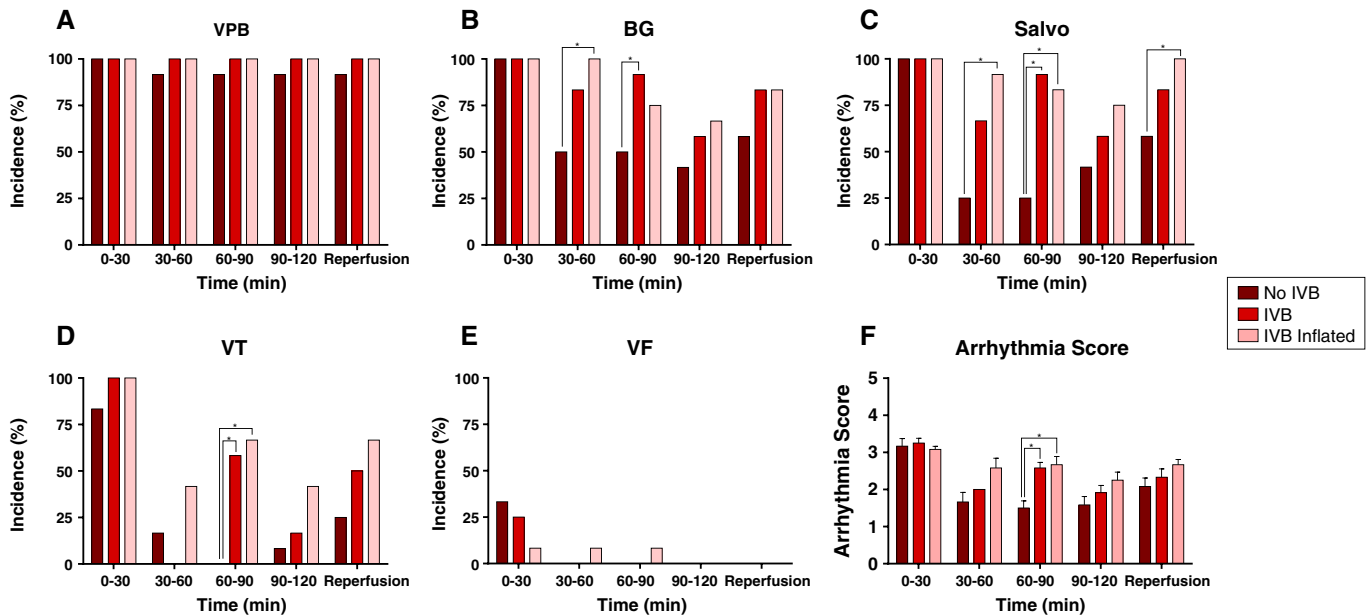 A
VPB
Incidence (%)
100
75
50
25
0
0-30 30-60 60-90 90-120 Reperfusion
Time (min)
B
BG
Incidence (%)
100
75
50
25
0
* *
0-30 30-60 60-90 90-120 Reperfusion
Time (min)
C
Salvo
Incidence (%)
100
75
50
25
0
* * * *
0-30 30-60 60-90 90-120 Reperfusion
Time (min)
No IVB
IVB
IVB Inflated
D
VT
Incidence (%)
100
75
50
25
0
* *
0-30 30-60 60-90 90-120 Reperfusion
Time (min)
E
VF
Incidence (%)
100
75
50
25
0
0-30 30-60 60-90 90-120 Reperfusion
Time (min)
F
Arrhythmia Score
Arrhythmia Score
5
4
3
2
1
0
* *
0-30 30-60 60-90 90-120 Reperfusion
Time (min)